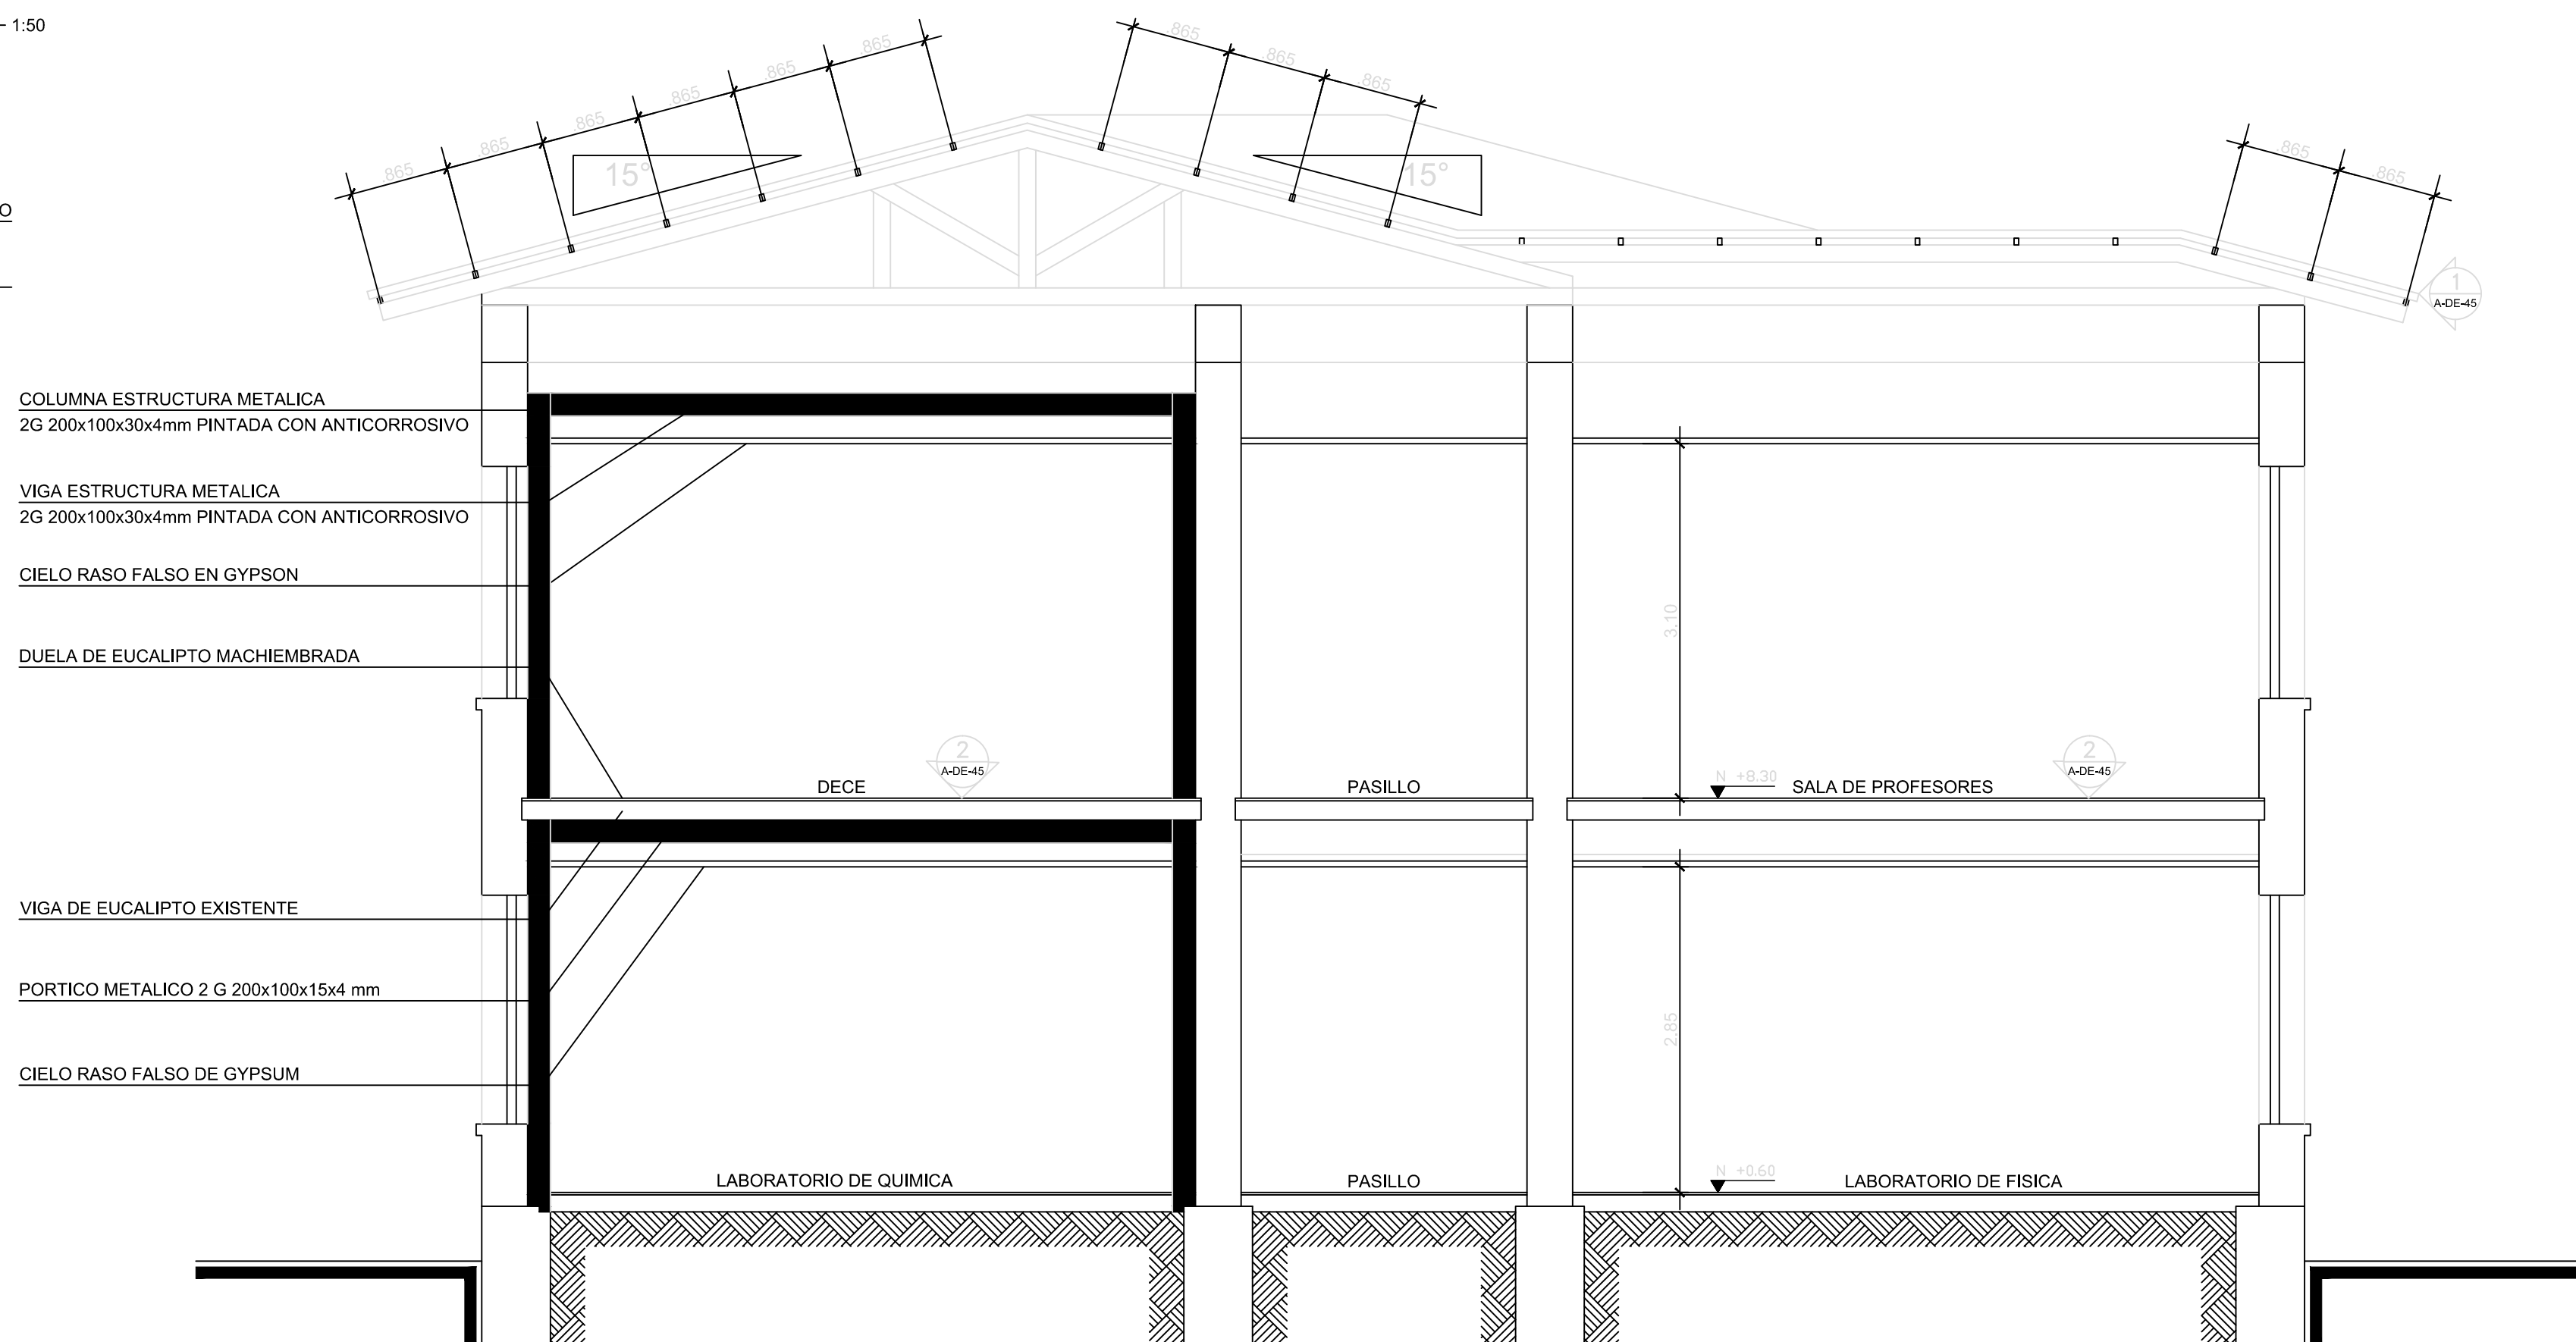 1:50
.865
.865
.865
.865
.865
.865
.865
.865
.865
.865
.865
15°
15°
O
1
A-DE-45
COLUMNA ESTRUCTURA METALICA
2G 200x100x30x4mm PINTADA CON ANTICORROSIVO
VIGA ESTRUCTURA METALICA
2G 200x100x30x4mm PINTADA CON ANTICORROSIVO
CIELO RASO FALSO EN GYPSON
3.10
DUELA DE EUCALIPTO MACHIEMBRADA
2
A-DE-45
2
A-DE-45
DECE
PASILLO
N +8.30
SALA DE PROFESORES
VIGA DE EUCALIPTO EXISTENTE
PORTICO METALICO 2 G 200x100x15x4 mm
2.85
CIELO RASO FALSO DE GYPSUM
LABORATORIO DE QUIMICA
PASILLO
N +0.60
LABORATORIO DE FISICA